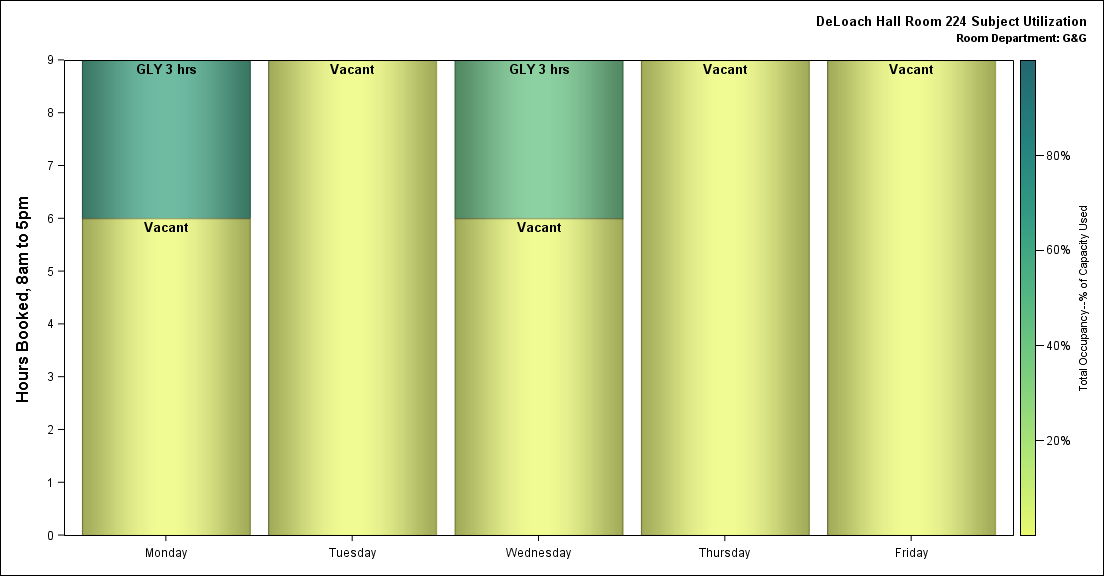 DeLoach Hall Room 224 Subject Utilization
Room Department: G&G
Hours Booked, 8am to 5pm
9
8
7
6
5
4
3
2
1
0
GLY 3 hrs
Vacant
Vacant
GLY 3 hrs
Vacant
Vacant
Vacant
Monday
Tuesday
Wednesday
Thursday
Friday
80%
60%
40%
20%
Total Occupancy--% of Capacity Used